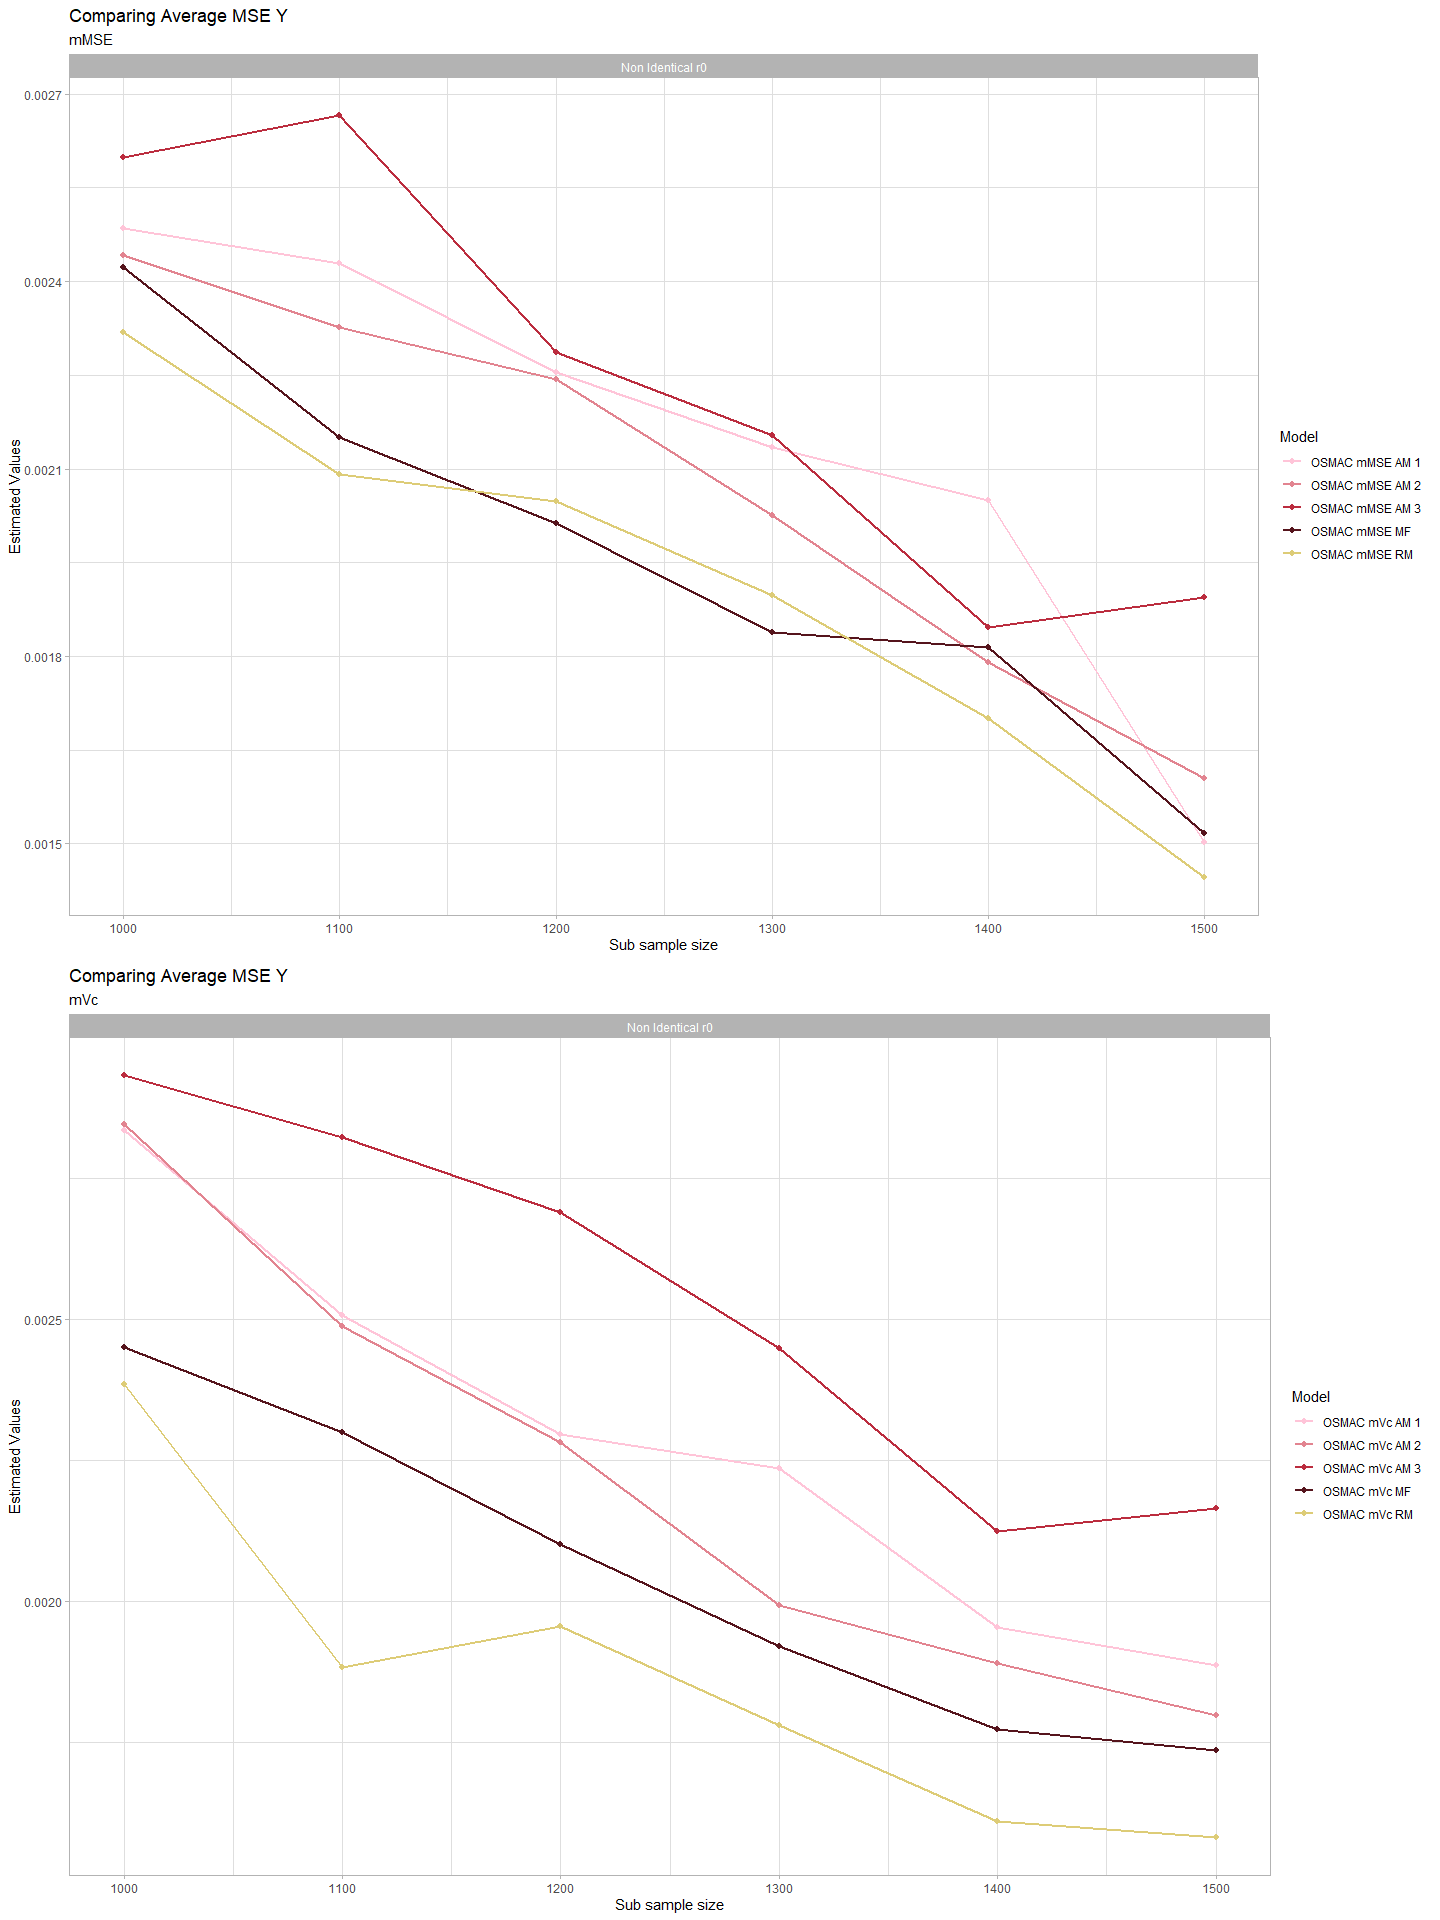 Comparing Average MSE Y
mMSE
Non Identical r0
0.0027
0.0024
0.0021
0.0018
0.0015
Estimated Values
1000 1100 1200 1300 1400 1500
Sub sample size
Model
OSMAC mMSE AM 1
OSMAC mMSE AM 2
OSMAC mMSE AM 3
OSMAC mMSE MF
OSMAC mMSE RM
Comparing Average MSE Y
mVc
Non Identical r0
0.0025
0.0020
Estimated Values
1000 1100 1200 1300 1400 1500
Sub sample size
Model
OSMAC mVc AM 1
OSMAC mVc AM 2
OSMAC mVc AM 3
OSMAC mVc MF
OSMAC mVc RM